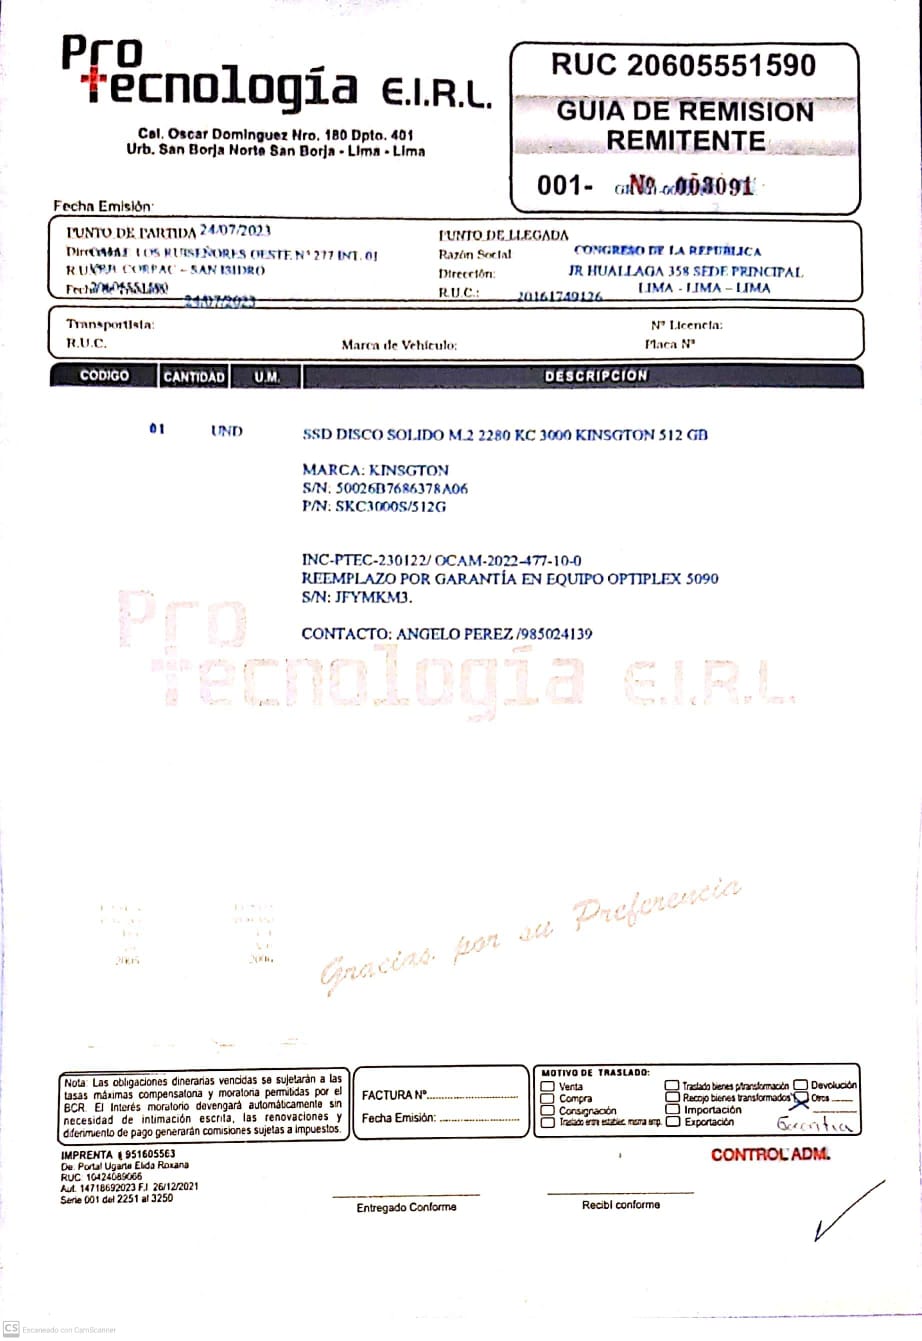 Pro
Tecnología E.I.R.L.
Cal. Oscar Dominguez Nro. 180 Dpto. 401
Urb. San Borja Norte San Borja - Lima - Lima
RUC 20605551590
GUIA DE REMISION
REMITENTE
001- Nº 003091
Fecha Emisión:
PUNTO DE PARTIDA 24/07/2023
LOS RUISEÑORES OESTE Nº 277 INT. 01
CORPAC – SAN ISIDRO
20605551590
24/07/2023
PUNTO DE LLEGADA
Razón Social CONGRESO DE LA REPUBLICA
Dirección: JR HUALLAGA 358 SEDE PRINCIPAL
LIMA - LIMA – LIMA
R.U.C.: 20161749126
Transportista: Nº Licencia:
R.U.C. Marca de Vehículo: Placa Nº
CODIGO CANTIDAD U.M. DESCRIPCION
01 UND SSD DISCO SOLIDO M.2 2280 KC 3000 KINSGTON 512 GB
MARCA: KINSGTON
S/N: 50026B7686378A06
P/N: SKC3000S/512G
INC-PTEC-230122/ OCAM-2022-477-10-0
REEMPLAZO POR GARANTÍA EN EQUIPO OPTIPLEX 5090
S/N: JFYMKM3.
CONTACTO: ANGELO PEREZ /985024139
Pro
Tecnología E.I.R.L.
Gracias por su Preferencia
Nota: Las obligaciones dinerarias vencidas se sujetarán a las
tasas máximas compensatoria y moratoria permitidas por el
BCR. El Interés moratorio devengará automáticamente sin
necesidad de intimación escrita, las renovaciones y
diferimento de pago generarán comisiones sujetas a impuestos.
FACTURA Nº
Fecha Emisión:
MOTIVO DE TRASLADO:
Venta Traslado bienes p/transformación Devolución
Compra Recojo bienes transformados X Otros
Consignación Importación
Traslado entre establec. misma emp. Exportación
Garantia
IMPRENTA 951605563
De. Portal Ugarte Elida Roxana
RUC. 10424089066
Aut. 14718692023 F.I. 26/12/2021
Serie 001 del 2251 al 3250
CONTROL ADM.
Entregado Conforme
Recibí conforme
CS Escaneado con CamScanner